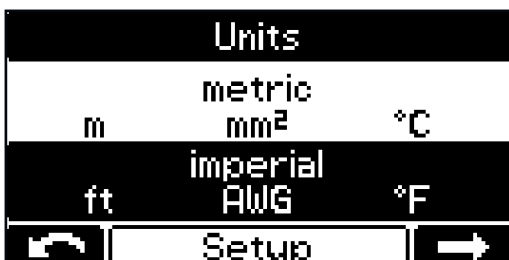 Units
metric
m mm² °C
imperial
ft AWG °F
Setup